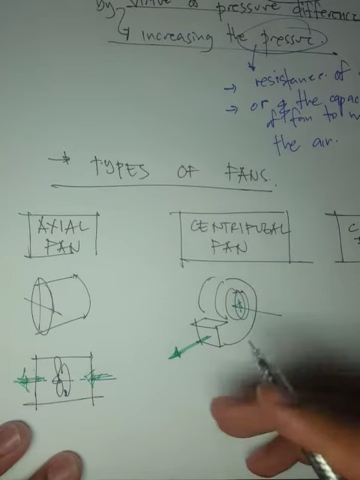 by virtue of pressure difference
↳ increasing the pressure
→ resistance of
→ or of the capac
of fan to
the air.
→ TYPES OF FANS.
AXIAL
FAN
CENTRIFUGAL
FAN
C